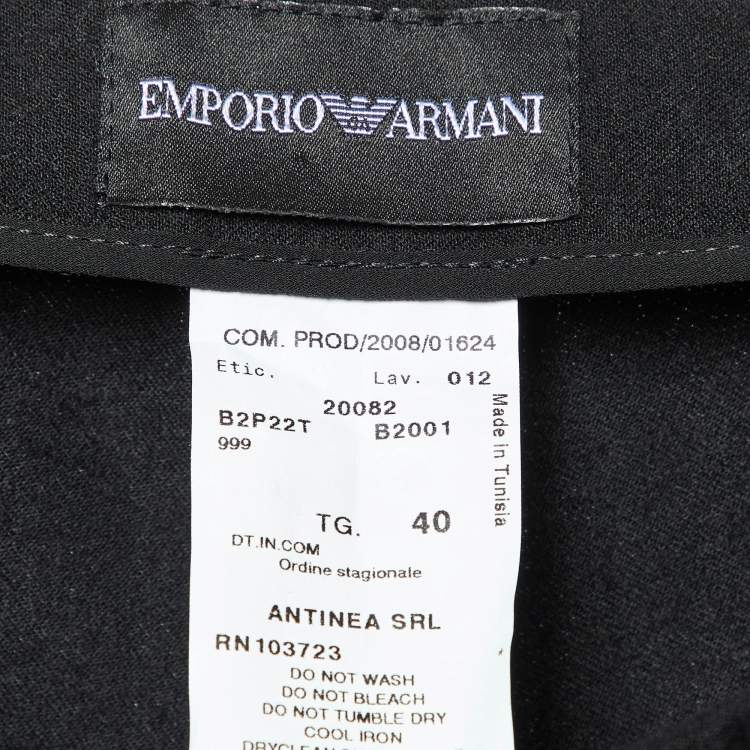 EMPORIO ARMANI
COM. PROD/2008/01624
Etic. Lav. 012
20082
B2P22T B2001
999
Made in Tunisia
TG. 40
DT.IN.COM
Ordine stagionale
ANTINEA SRL
RN103723
DO NOT WASH
DO NOT BLEACH
DO NOT TUMBLE DRY
COOL IRON
DRYCLEAN